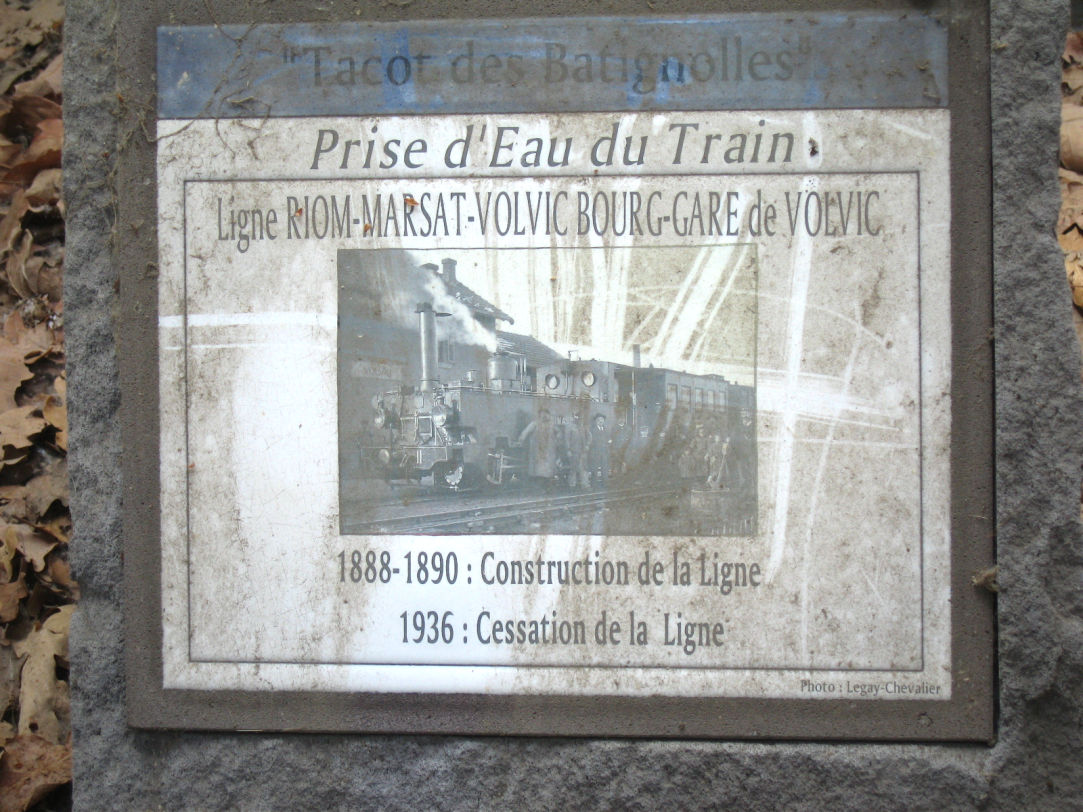 "Tacot des Batignolles"
Prise d'Eau du Train
Ligne RIOM-MARSAT-VOLVIC BOURG-GARE de VOLVIC
1888-1890 : Construction de la Ligne
1936 : Cessation de la Ligne
Photo : Legay-Chevalier